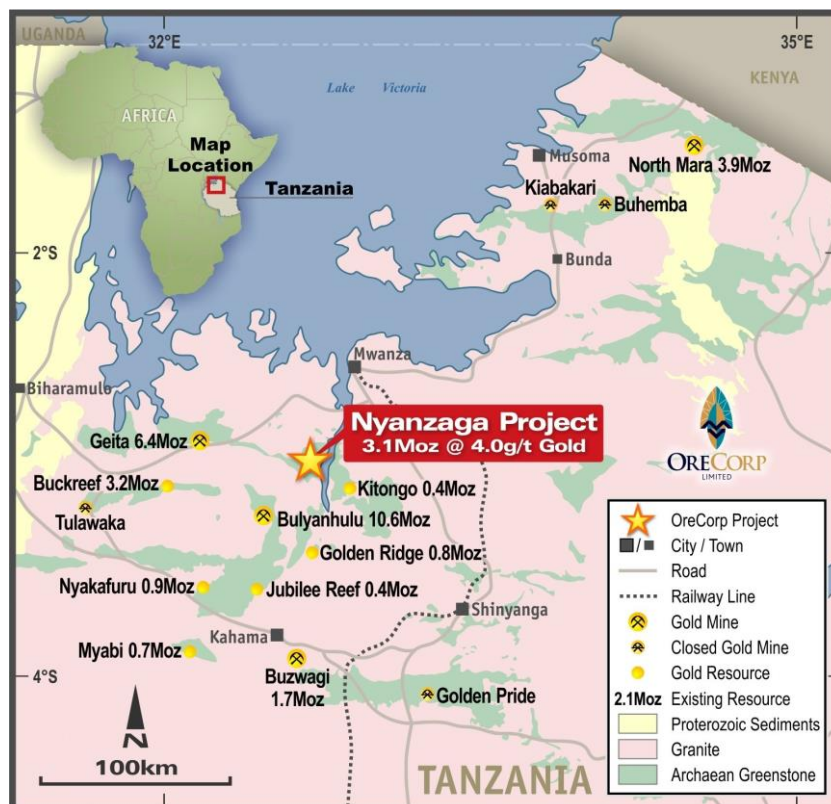 UGANDA
32°E
35°E
KENYA
Lake Victoria
AFRICA
Map
Location
Tanzania
Musoma
North Mara 3.9Moz
Kiabakari
Buhemba
2°S
Bunda
Mwanza
Biharamulo
Nyanzaga Project
3.1Moz @ 4.0g/t Gold
Geita 6.4Moz
ORECORP
LIMITED
Buckreef 3.2Moz
Kitongo 0.4Moz
Tulawaka
Bulyanhulu 10.6Moz
Golden Ridge 0.8Moz
Nyakafuru 0.9Moz
Jubilee Reef 0.4Moz
Shinyanga
Kahama
Myabi 0.7Moz
4°S
Buzwagi
1.7Moz
Golden Pride
N
100km
TANZANIA
OreCorp Project
City / Town
Road
Railway Line
Gold Mine
Closed Gold Mine
Gold Resource
2.1Moz Existing Resource
Proterozoic Sediments
Granite
Archaean Greenstone